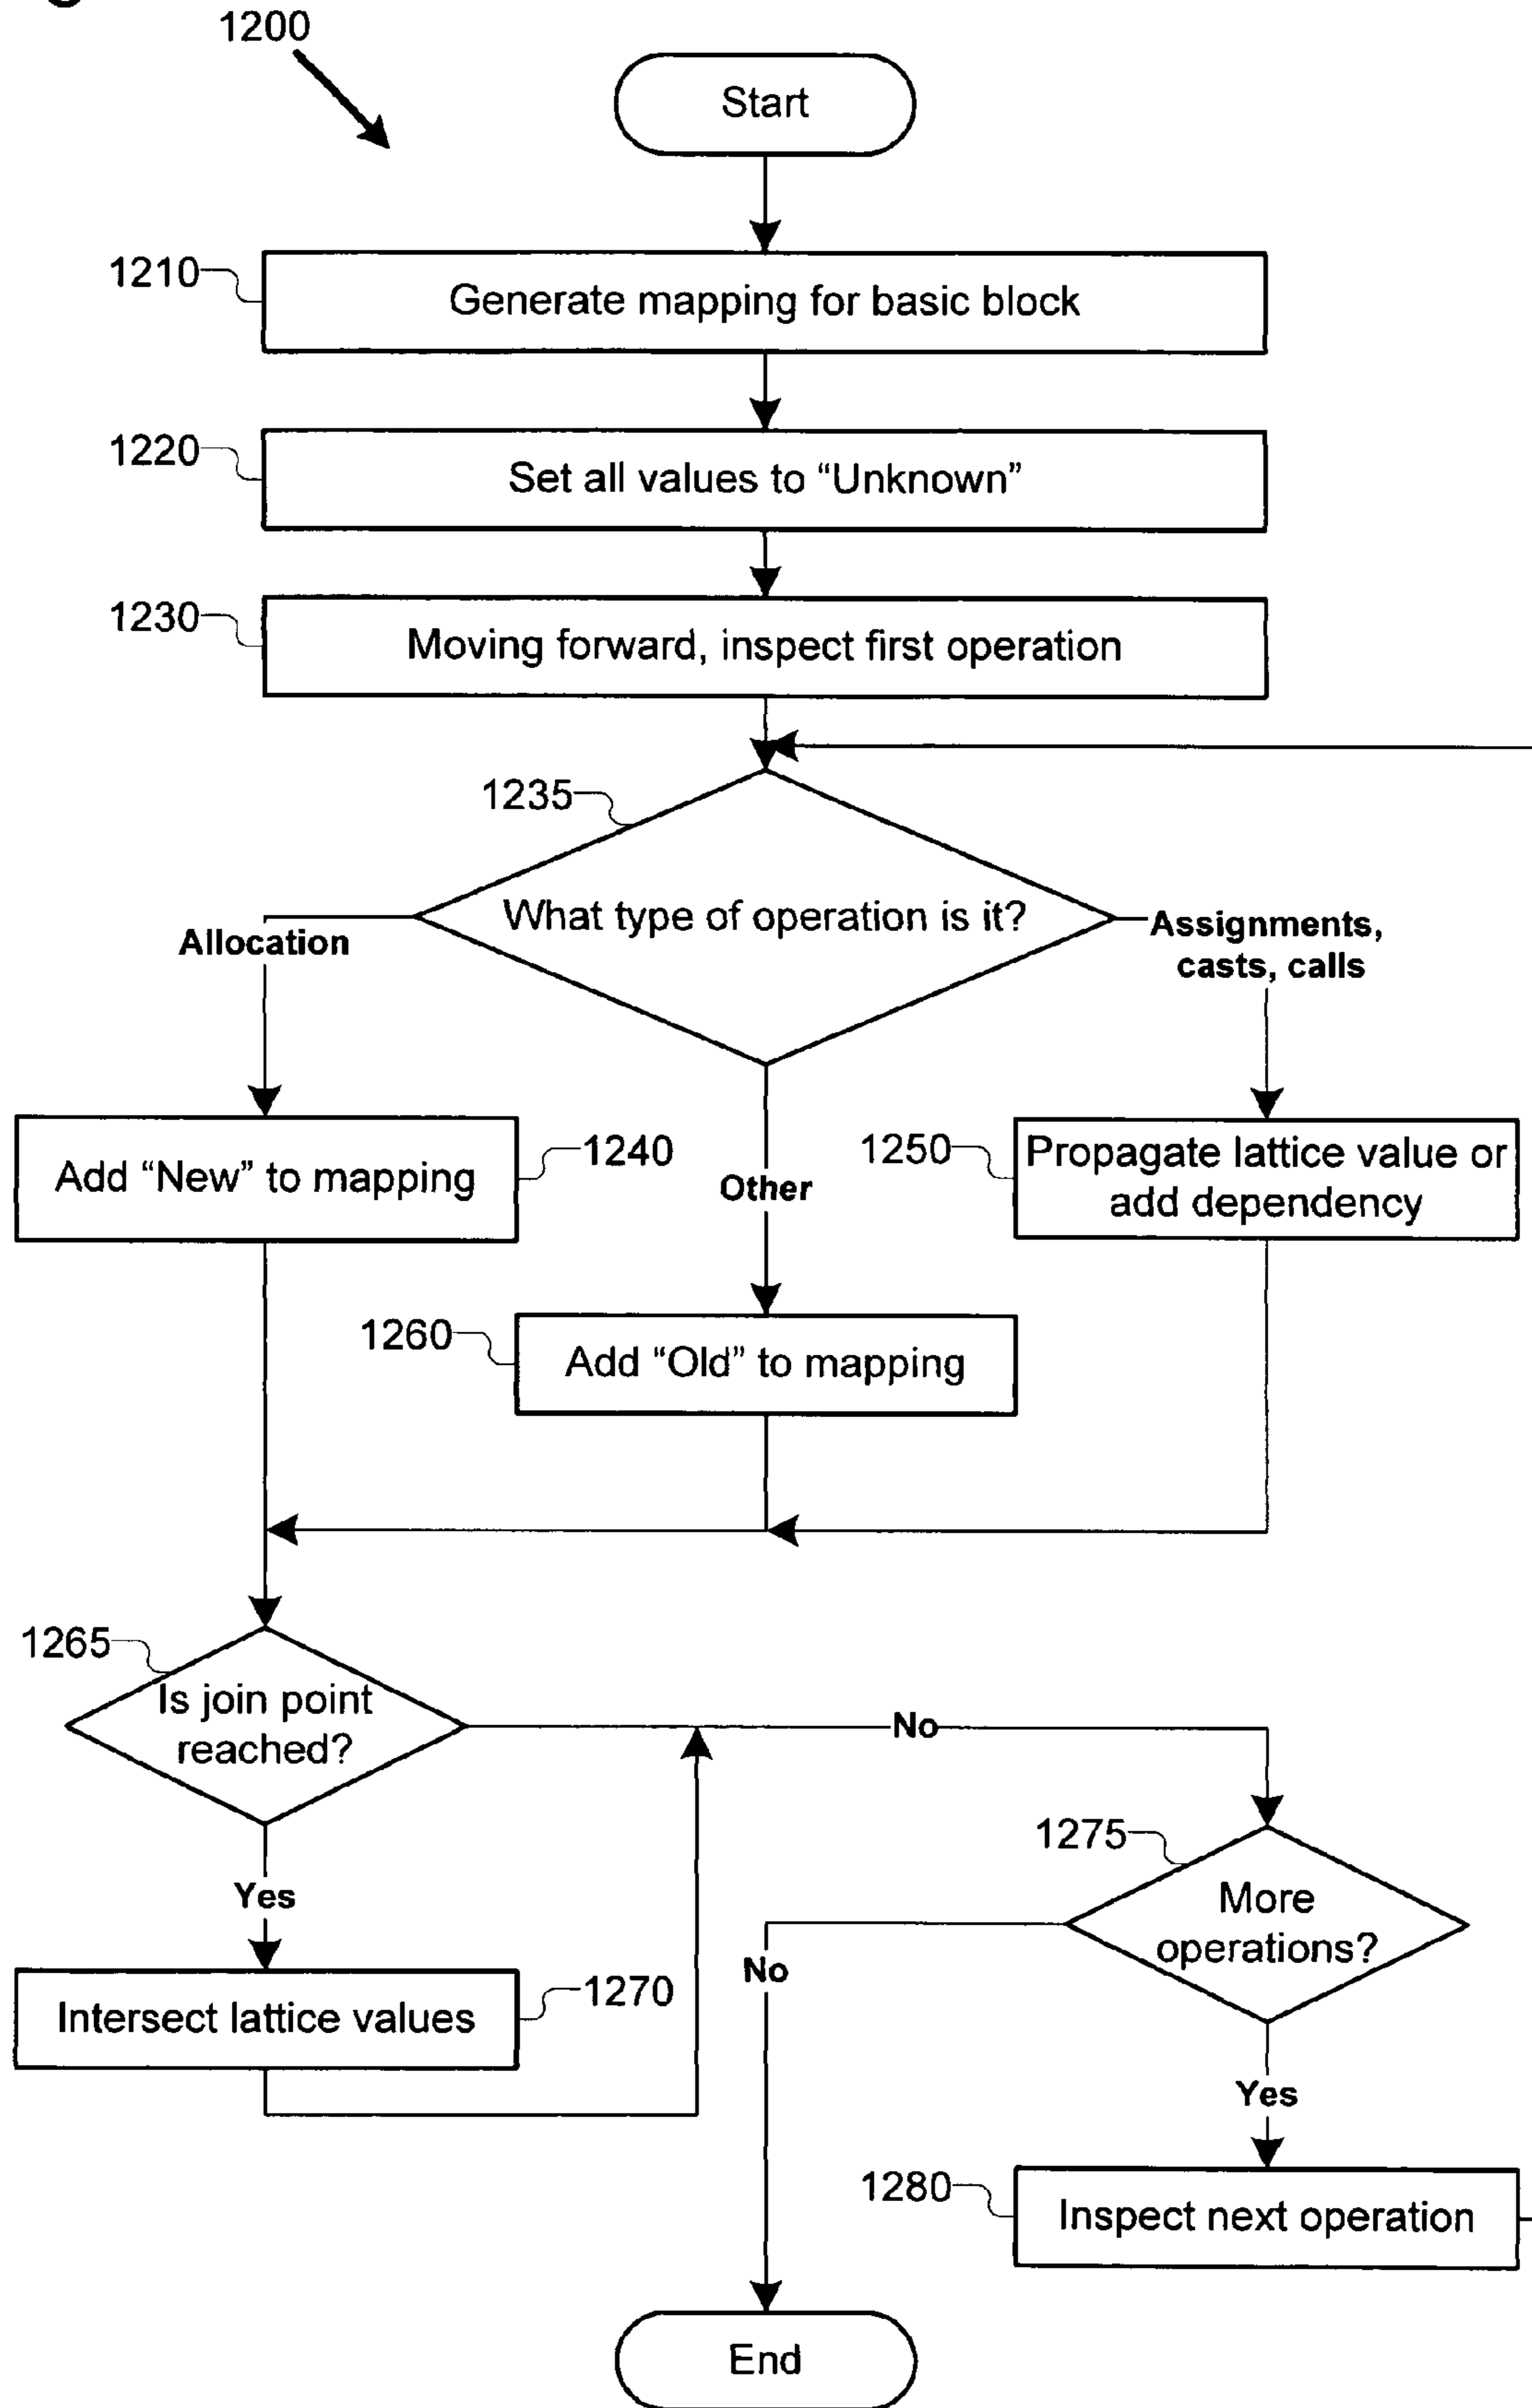 1200
Start
1210
Generate mapping for basic block
1220
Set all values to “Unknown”
1230
Moving forward, inspect first operation
1235
What type of operation is it?
Allocation
Assignments,
casts, calls
Add “New” to mapping
1240
Other
1250
Propagate lattice value or
add dependency
1260
Add “Old” to mapping
1265
Is join point
reached?
No
Yes
1275
More
operations?
No
Yes
Intersect lattice values
1270
1280
Inspect next operation
End